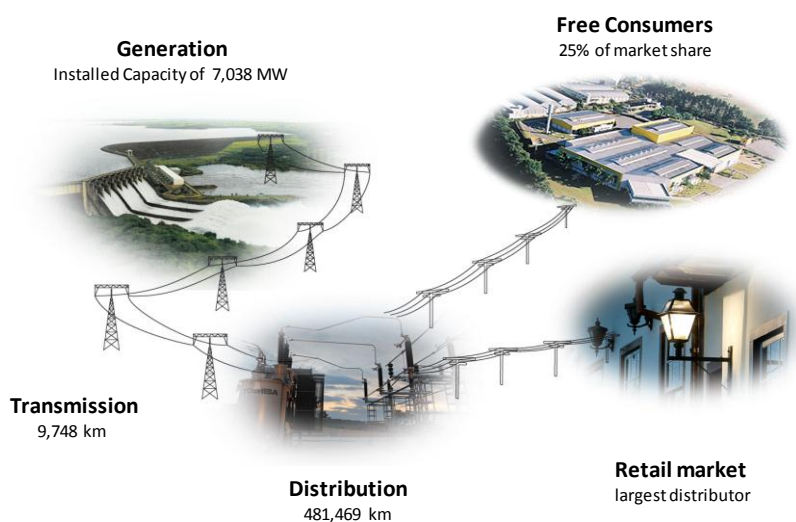 Generation
Installed Capacity of 7,038 MW
Free Consumers
25% of market share
Transmission
9,748 km
Distribution
481,469 km
Retail market
largest distributor